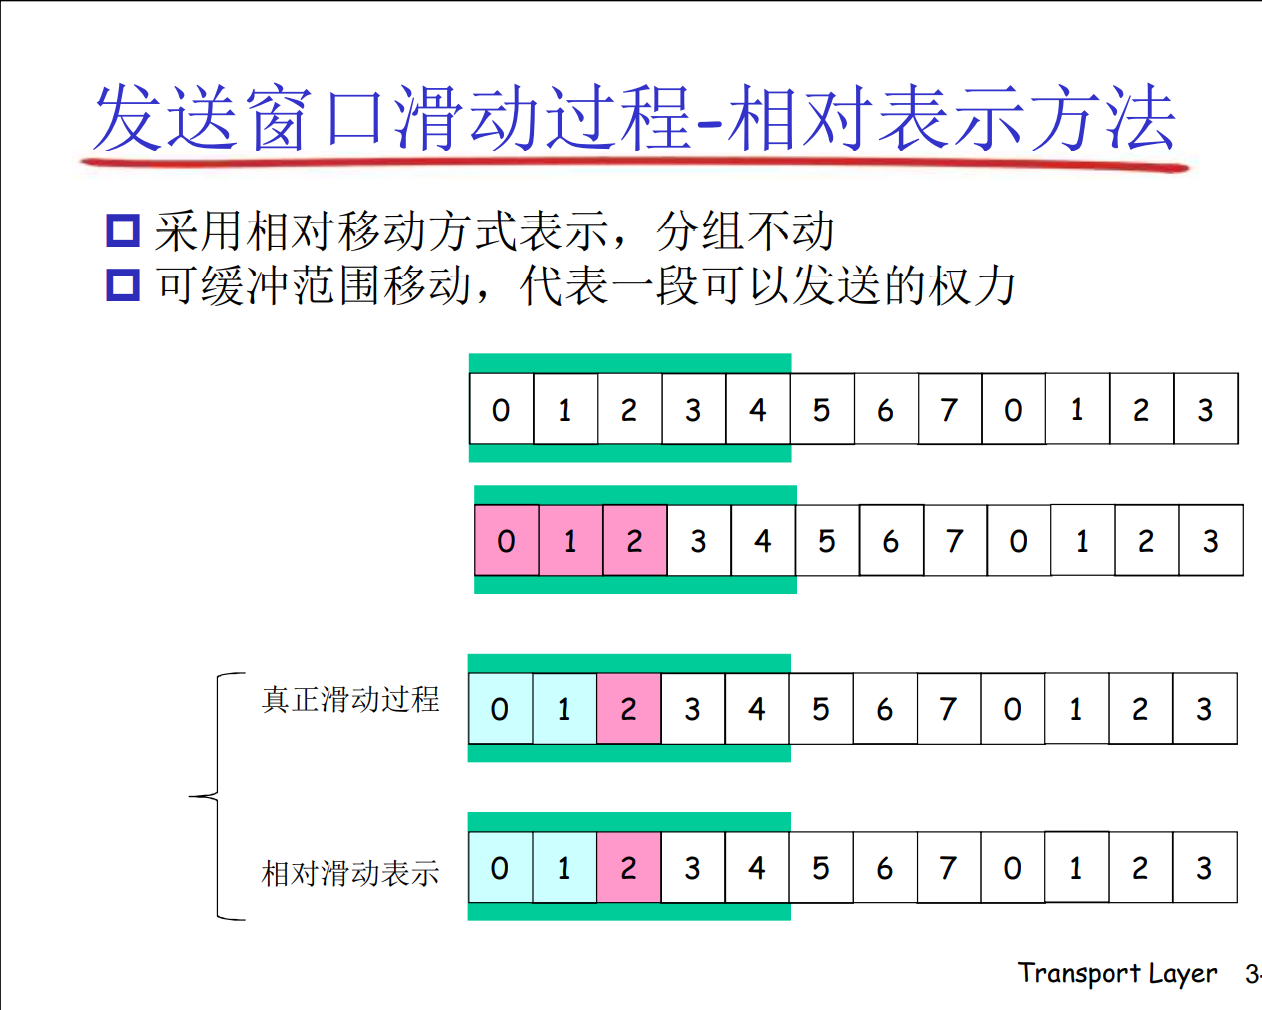 发送窗口滑动过程-相对表示方法
采用相对移动方式表示，分组不动
可缓冲范围移动，代表一段可以发送的权力
0 1 2 3 4 5 6 7 0 1 2 3
0 1 2 3 4 5 6 7 0 1 2 3
真正滑动过程
0 1 2 3 4 5 6 7 0 1 2 3
相对滑动表示
0 1 2 3 4 5 6 7 0 1 2 3
Transport Layer 3-